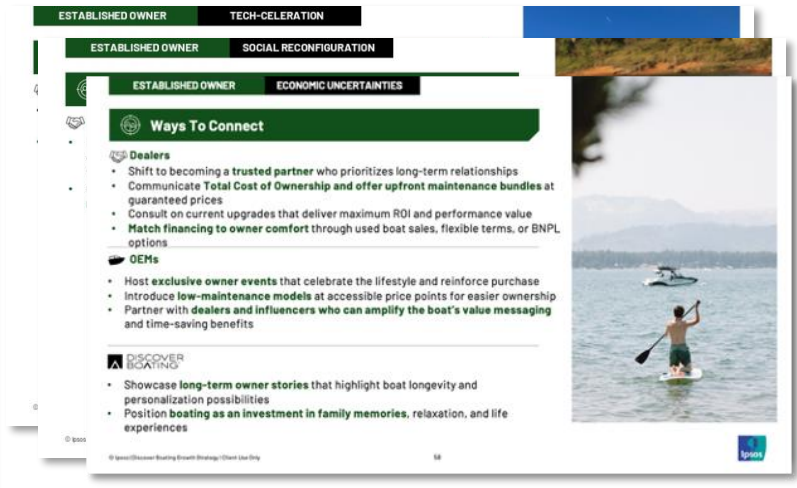 ESTABLISHED OWNER TECH-CELERATION
ESTABLISHED OWNER SOCIAL RECONFIGURATION
ESTABLISHED OWNER ECONOMIC UNCERTAINTIES
Ways To Connect
Dealers
• Shift to becoming a trusted partner who prioritizes long-term relationships
• Communicate Total Cost of Ownership and offer upfront maintenance bundles at
guaranteed prices
• Consult on current upgrades that deliver maximum ROI and performance value
• Match financing to owner comfort through used boat sales, flexible terms, or BNPL
options
OEMs
• Host exclusive owner events that celebrate the lifestyle and reinforce purchase
• Introduce low-maintenance models at accessible price points for easier ownership
• Partner with dealers and influencers who can amplify the boat's value messaging
and time-saving benefits
DISCOVER
BOATING
• Showcase long-term owner stories that highlight boat longevity and
personalization possibilities
• Position boating as an investment in family memories, relaxation, and life
experiences
© Ipsos
© Ipsos | Discover Boating Growth Strategy | Client Use Only 58
Ipsos